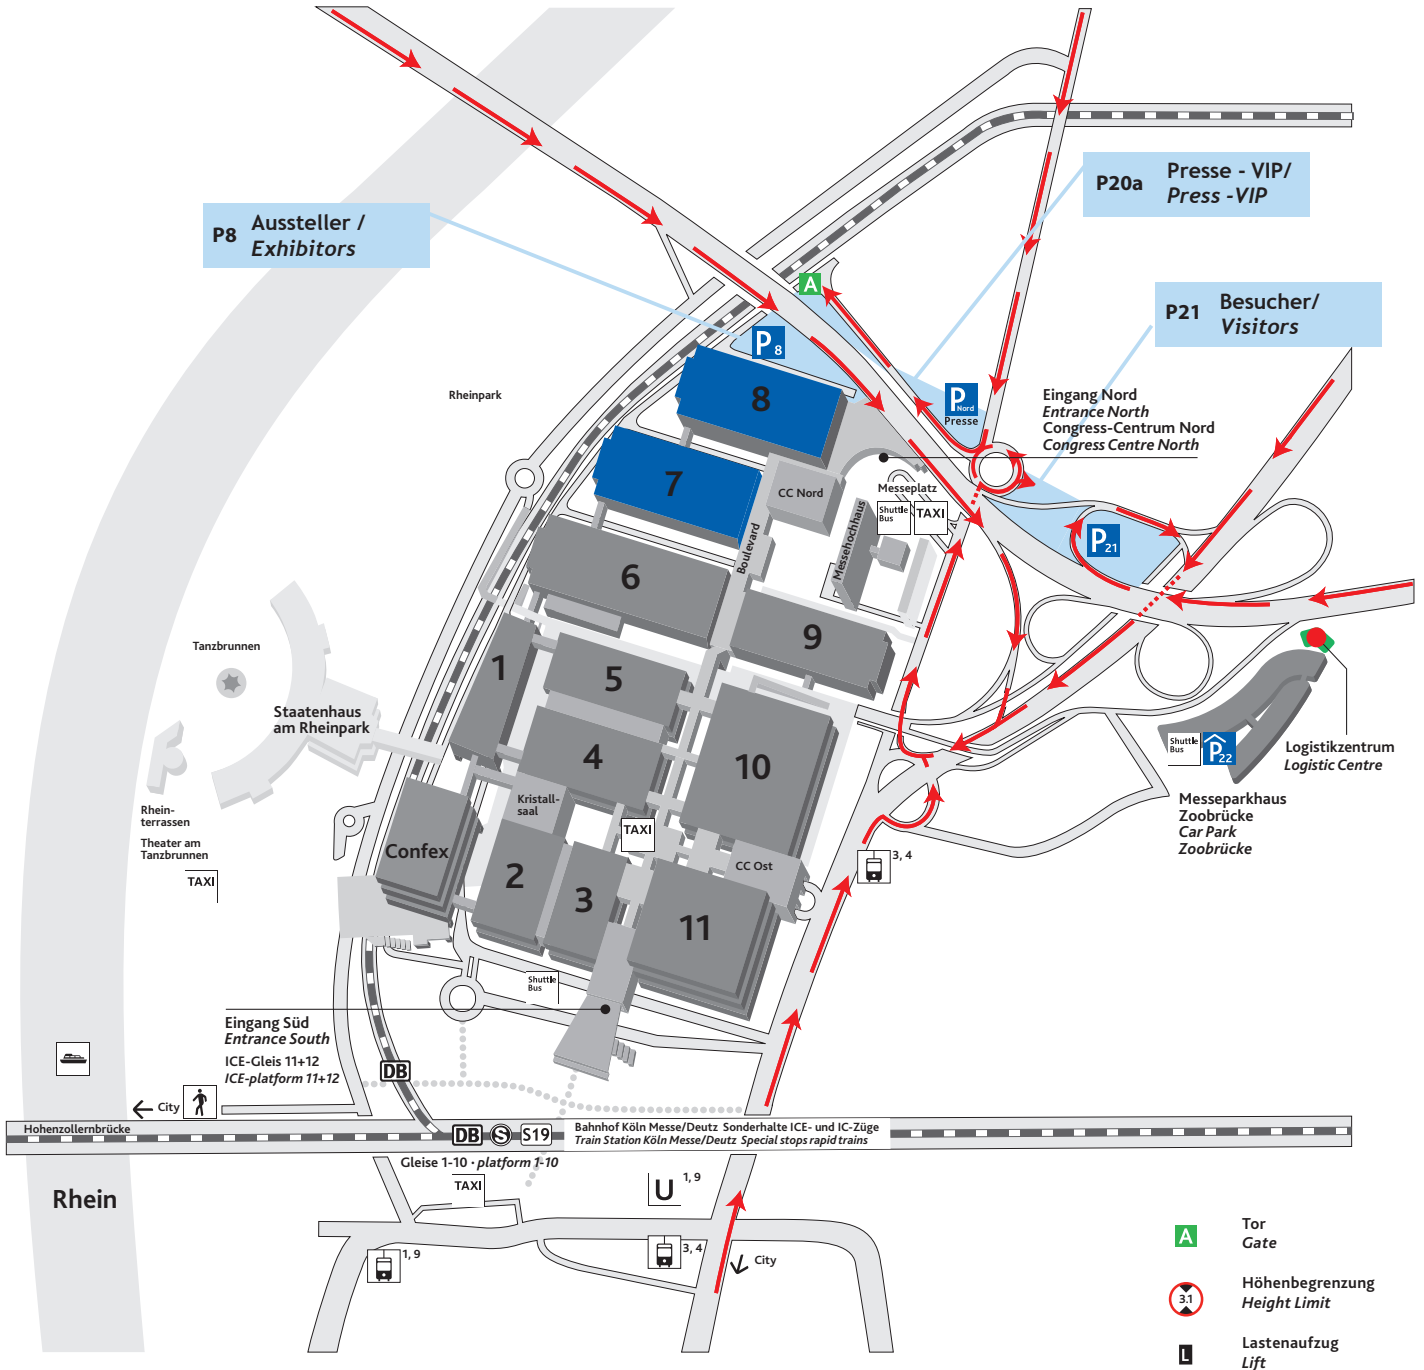 P20a
Presse - VIP/
Press -VIP
P8
Aussteller /
Exhibitors
A
P21
Besucher/
Visitors
P8
8
Rheinpark
P Nord
Presse
Eingang Nord
Entrance North
Congress-Centrum Nord
Congress Centre North
7
CC Nord
Messeplatz
Shuttle
Bus
TAXI
Messehochhaus
Boulevard
P21
6
9
Tanzbrunnen
1
5
Staatenhaus
am Rheinpark
4
10
Shuttle
Bus
P22
Logistikzentrum
Logistic Centre
Kristall-
saal
Messeparkhaus
Zoobrücke
Car Park
Zoobrücke
Rhein-
terrassen
Theater am
Tanzbrunnen
TAXI
TAXI
Confex
3, 4
2
3
CC Ost
11
Shuttle
Bus
Eingang Süd
Entrance South
ICE-Gleis 11+12
ICE-platform 11+12
DB
City
Hohenzollernbrücke
DB
S
S19
Bahnhof Köln Messe/Deutz Sonderhalte ICE- und IC-Züge
Train Station Köln Messe/Deutz Special stops rapid trains
Gleise 1-10 · platform 1-10
TAXI
U
1, 9
Rhein
1, 9
3, 4
City
A
Tor
Gate
3.1
Höhenbegrenzung
Height Limit
L
Lastenaufzug
Lift